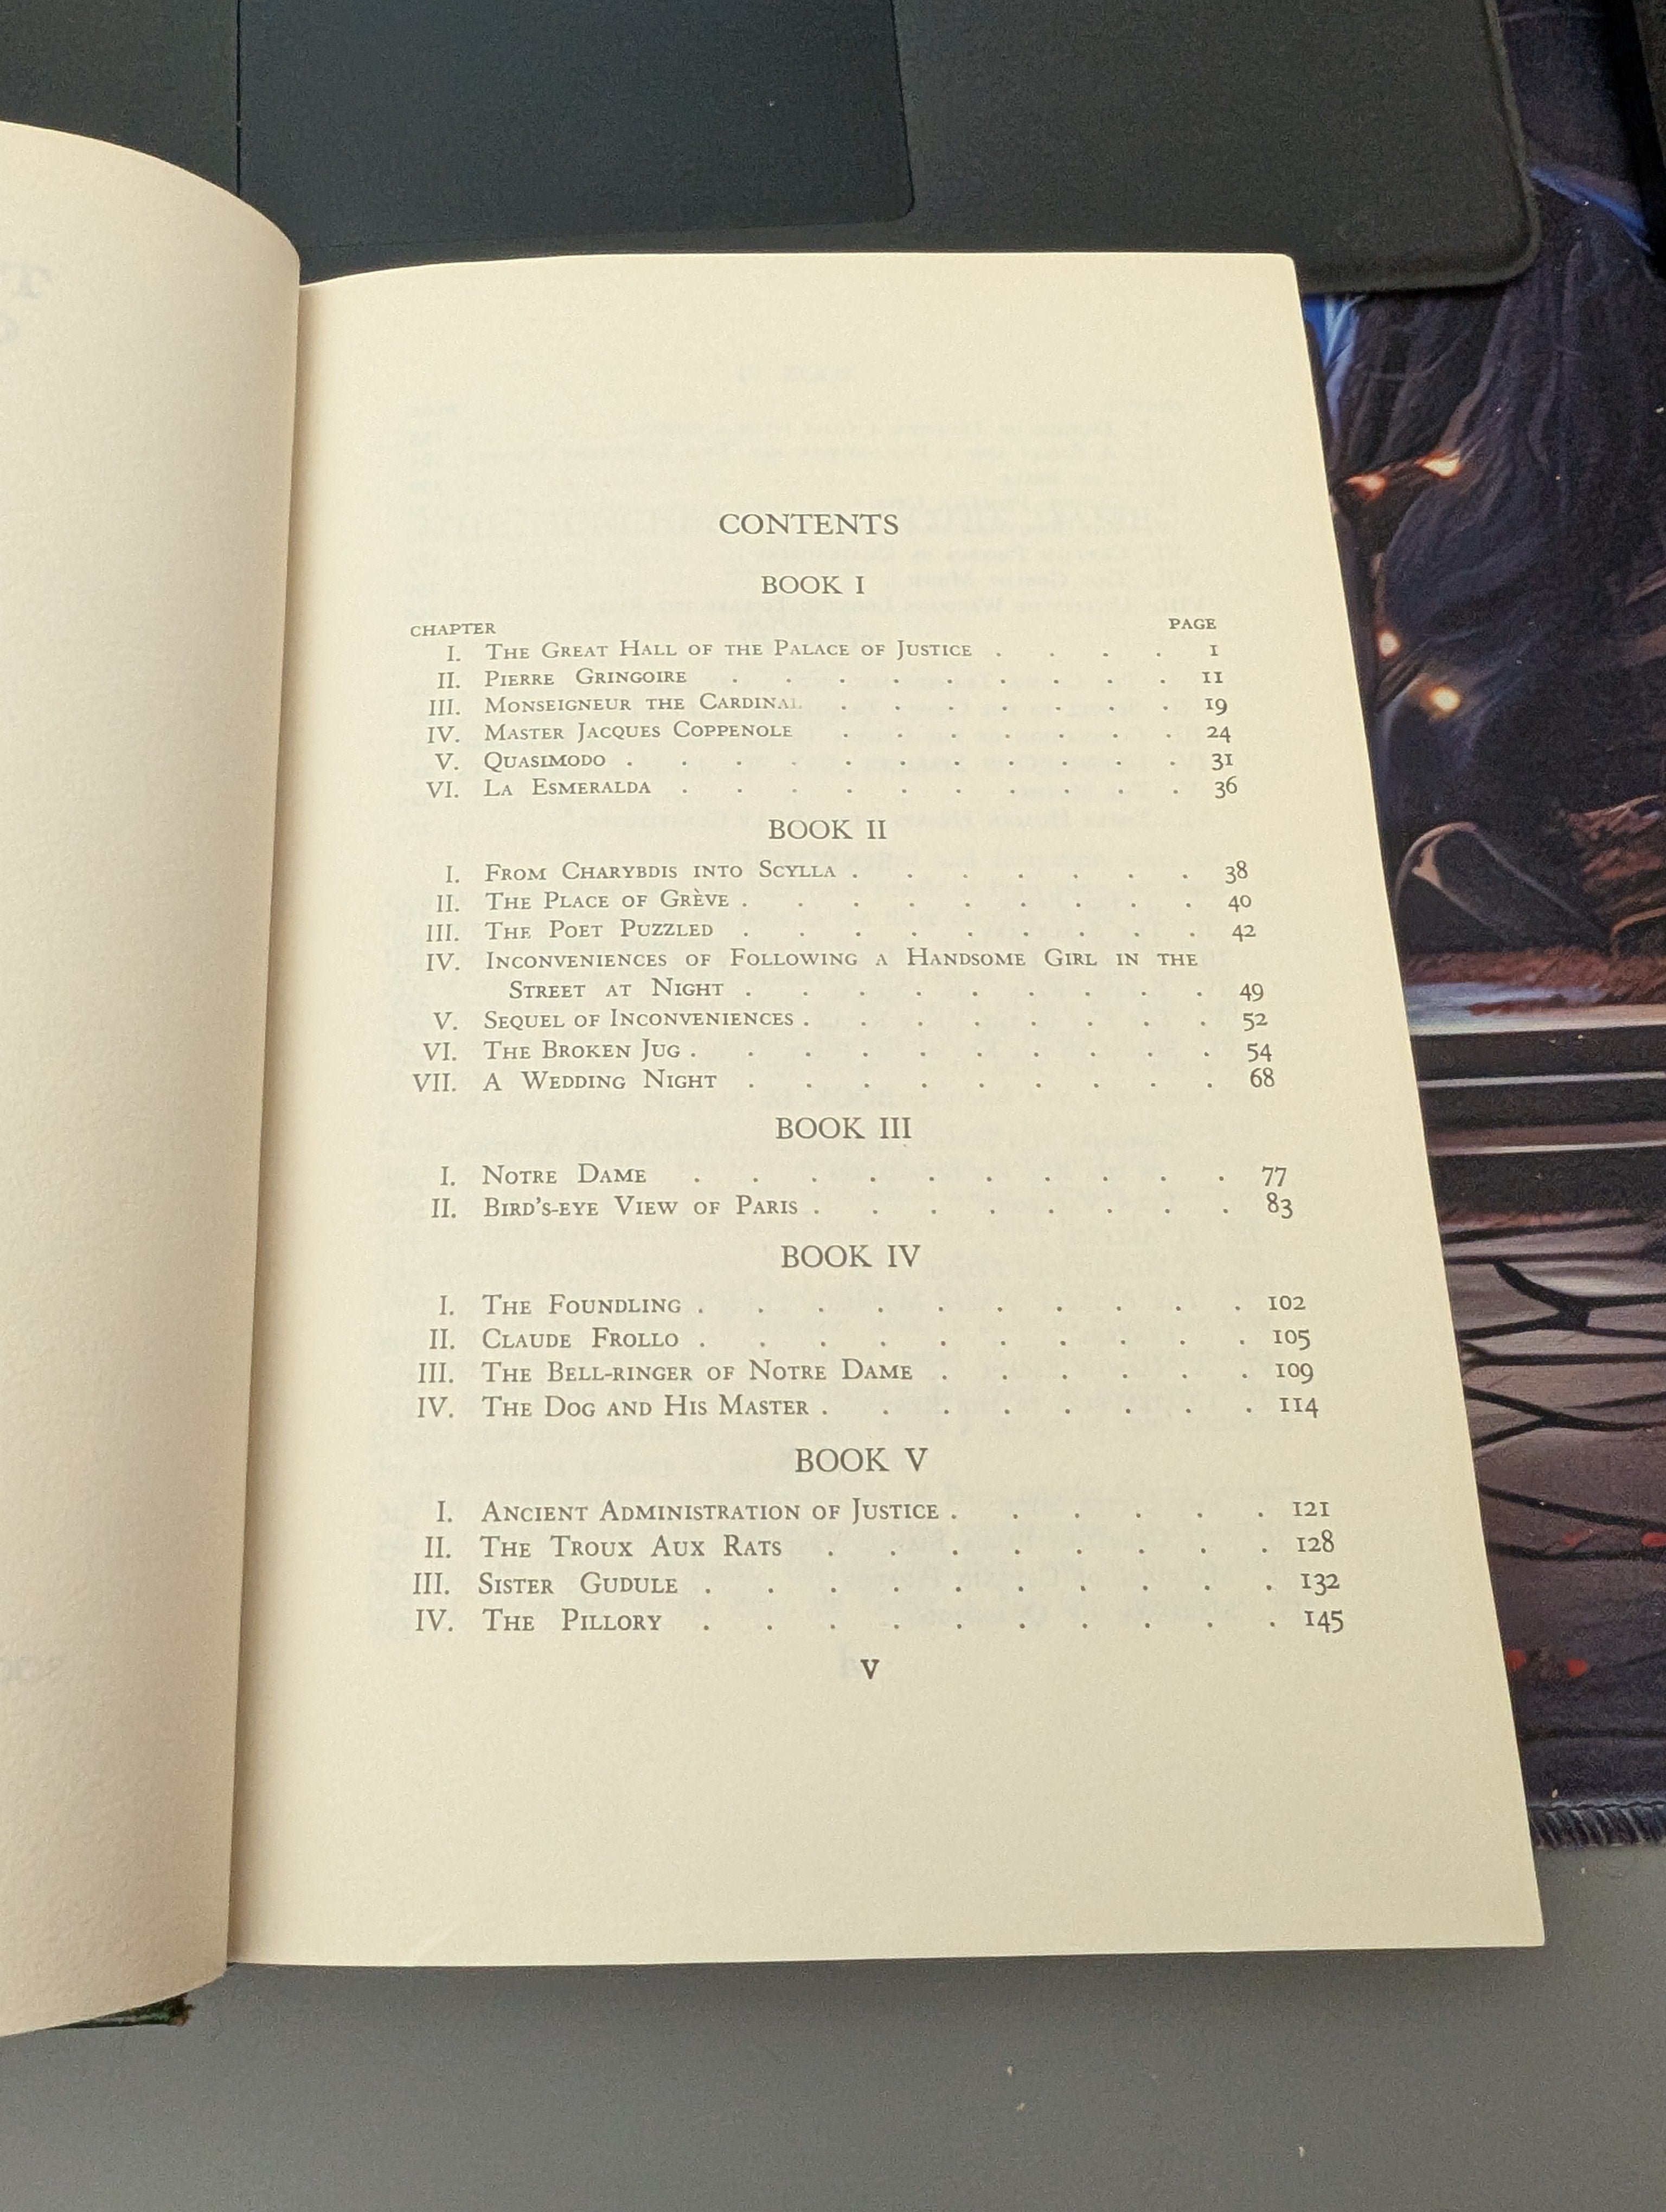 CONTENTS
BOOK I
CHAPTER PAGE
I. The Great Hall of the Palace of Justice . . . . 1
II. Pierre Gringoire . . . . . . . . . 11
III. Monseigneur the Cardinal . . . . . . . 19
IV. Master Jacques Coppenole . . . . . . . 24
V. Quasimodo . . . . . . . . . . . 31
VI. La Esmeralda . . . . . . . . . . 36
BOOK II
I. From Charybdis into Scylla . . . . . . . 38
II. The Place of Grève . . . . . . . . . 40
III. The Poet Puzzled . . . . . . . . . 42
IV. Inconveniences of Following a Handsome Girl in the
Street at Night . . . . . . . . . 49
V. Sequel of Inconveniences . . . . . . . . 52
VI. The Broken Jug . . . . . . . . . . 54
VII. A Wedding Night . . . . . . . . . 68
BOOK III
I. Notre Dame . . . . . . . . . . 77
II. Bird's-eye View of Paris . . . . . . . . 83
BOOK IV
I. The Foundling . . . . . . . . . . 102
II. Claude Frollo . . . . . . . . . . 105
III. The Bell-ringer of Notre Dame . . . . . . 109
IV. The Dog and His Master . . . . . . . . 114
BOOK V
I. Ancient Administration of Justice . . . . . . 121
II. The Troux Aux Rats . . . . . . . . 128
III. Sister Gudule . . . . . . . . . . 132
IV. The Pillory . . . . . . . . . . 145
v